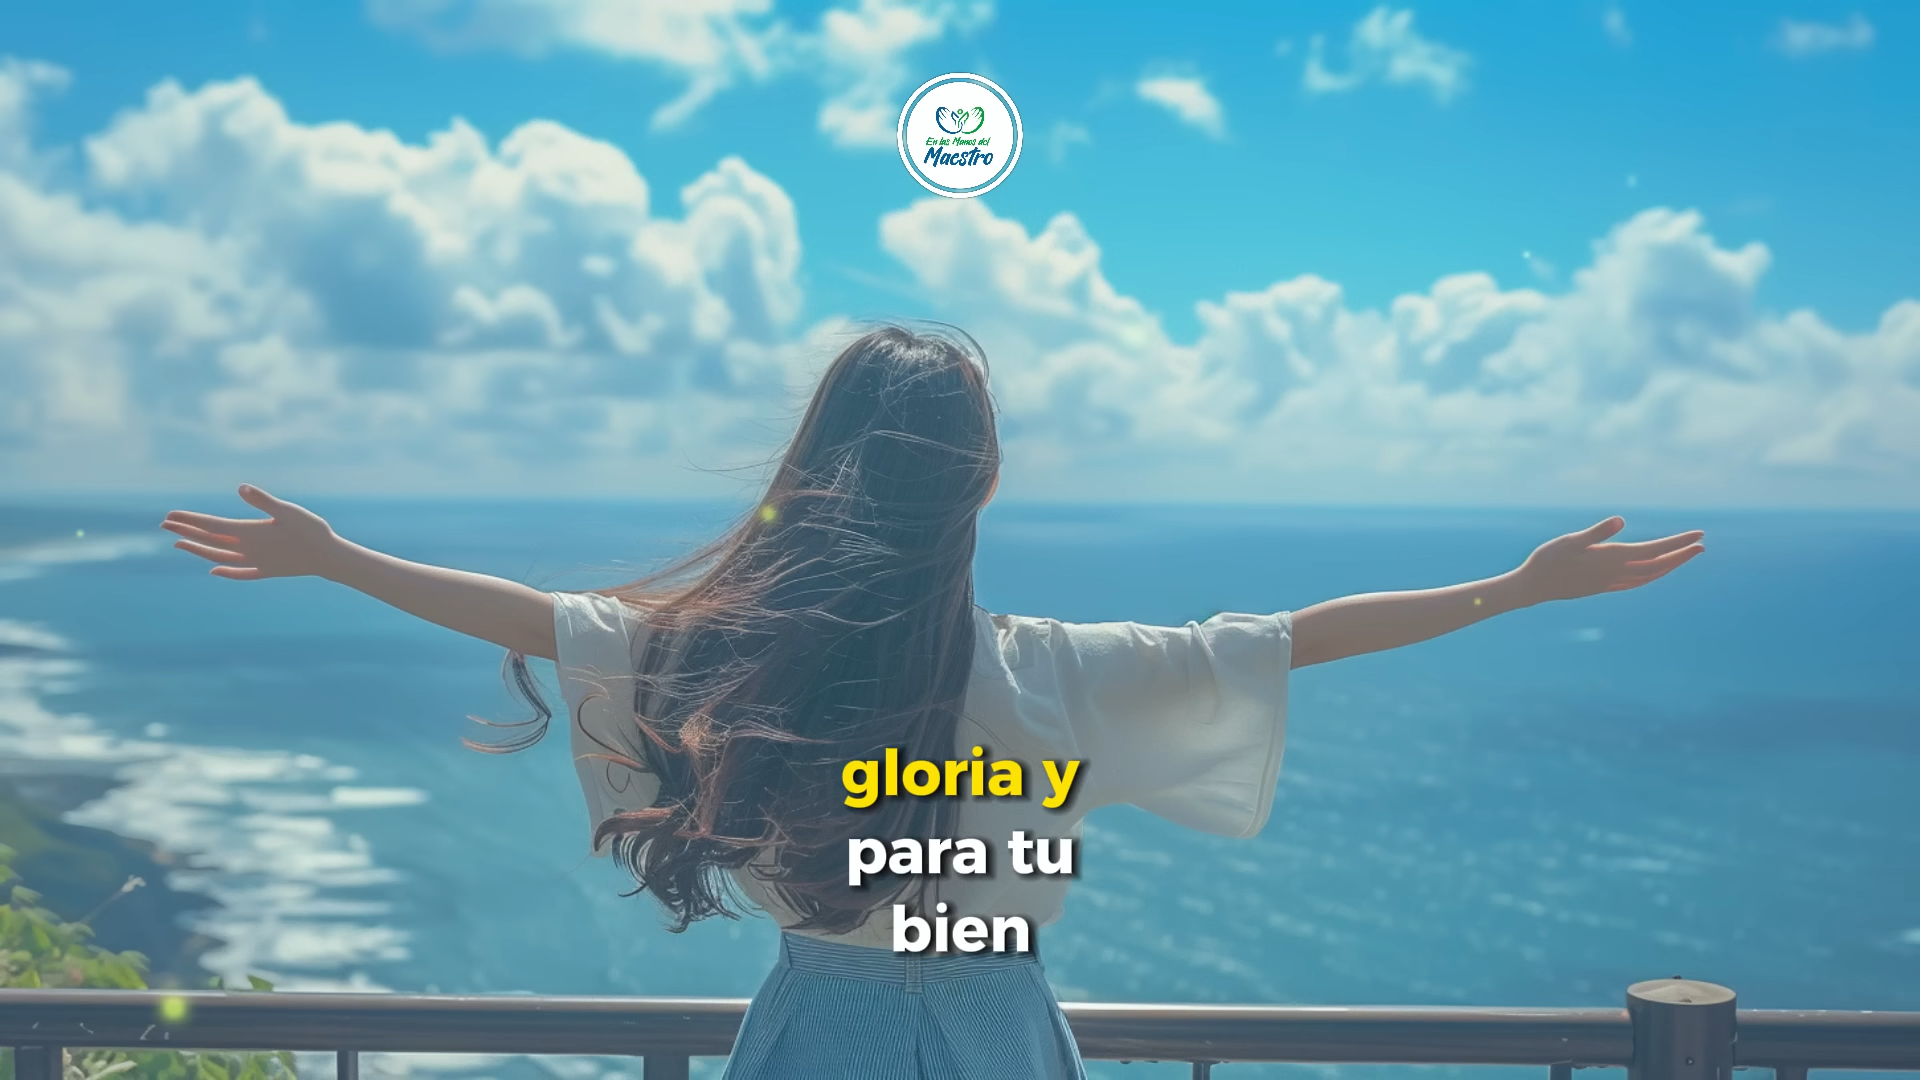 En las Manos del
Maestro
gloria y
para tu
bien